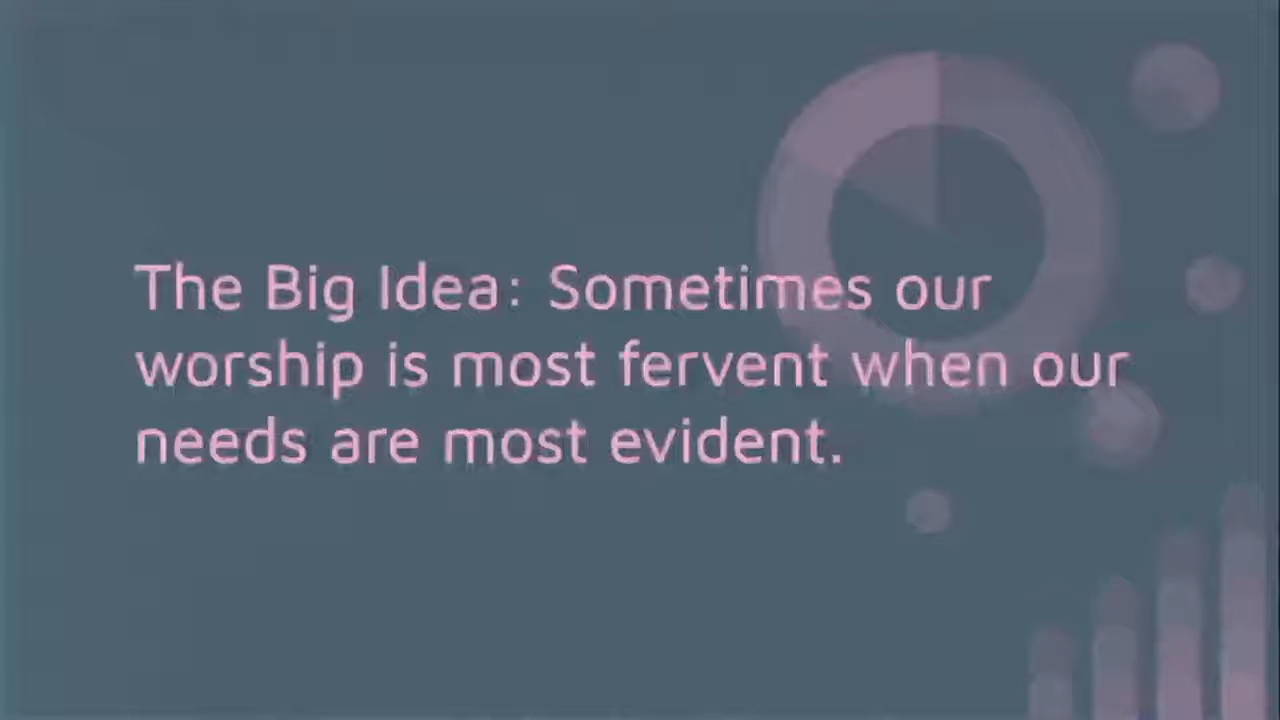 The Big Idea: Sometimes our
worship is most fervent when our
needs are most evident.